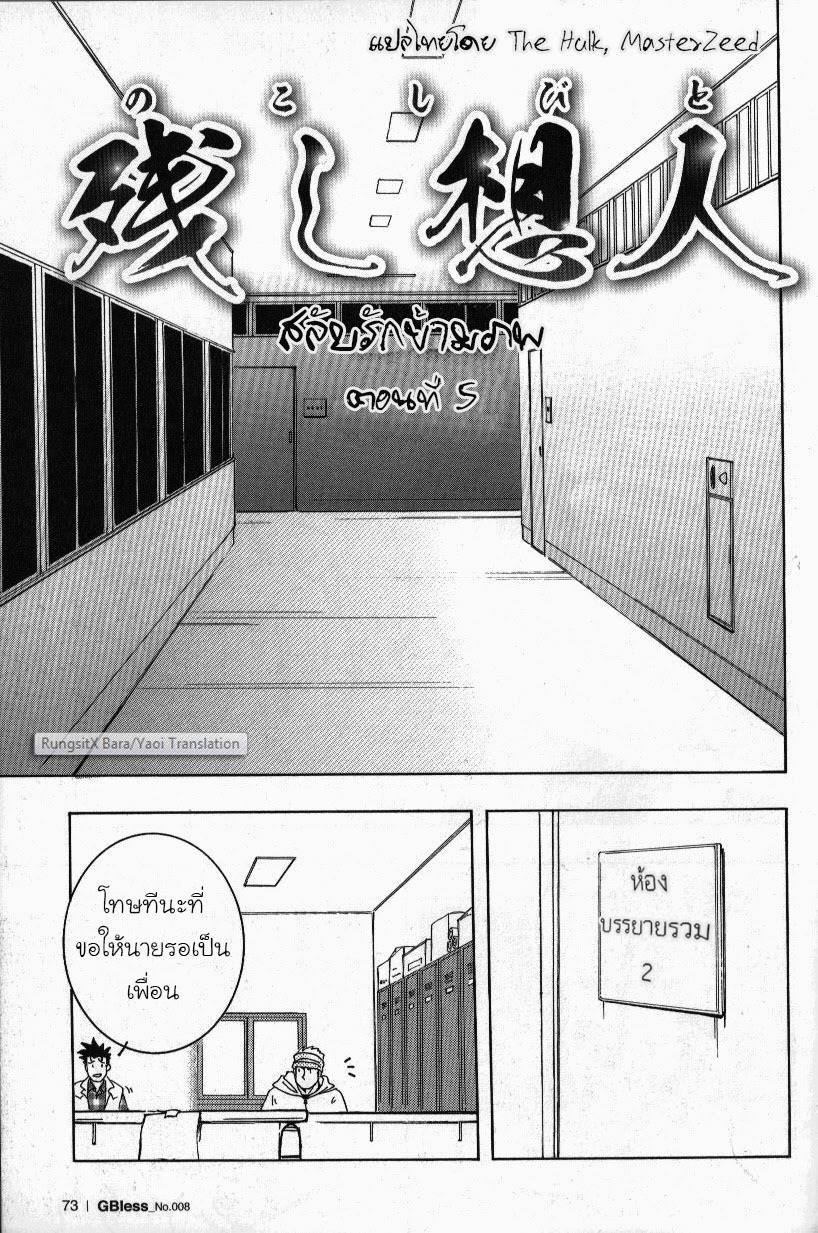 แปลไทยโดย The Hulk, MasterZeed
のこしびと
残し想人
สลับรักข้ามภพ
ตอนที่ 5
RungsitX Bara/Yaoi Translation
ห้อง
บรรยายรวม
2
โทษทีนะที่
ขอให้นายรอเป็น
เพื่อน
73 | GBless_No.008